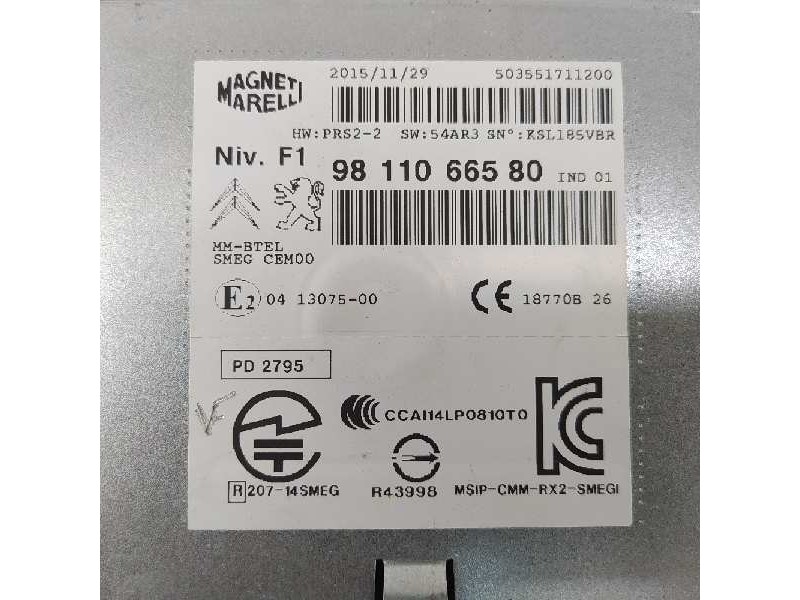 MAGNETI
MARELLI
2015/11/29 503551711200
HW:PRS2-2 SW:54AR3 SN°:KSL185VBR
Niv. F1 98 110 665 80 IND 01
MM-BTEL
SMEG CEM00
E2 04 13075-00 CE 18770B 26
PD 2795
VF
CCAI14LP0810T0
R 207-14SMEG
R43998
MSIP-CMM-RX2-SMEGI